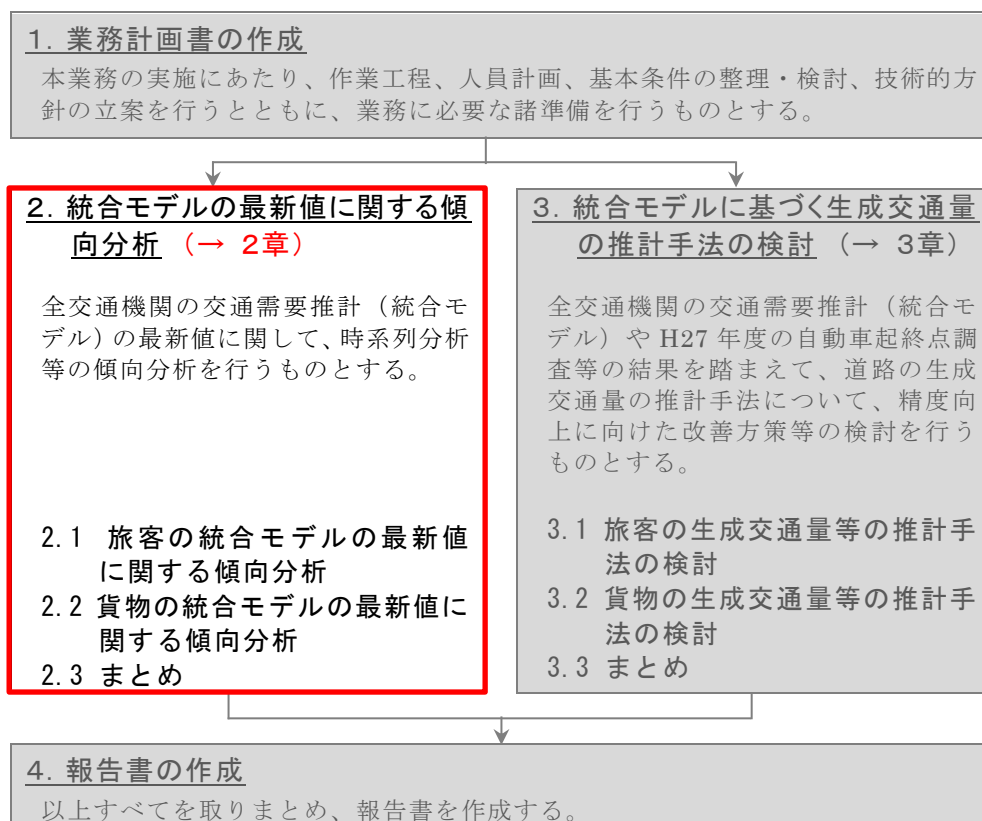 1. 業務計画書の作成
本業務の実施にあたり、作業工程、人員計画、基本条件の整理・検討、技術的方
針の立案を行うとともに、業務に必要な諸準備を行うものとする。
2. 統合モデルの最新値に関する傾
向分析 (→ 2章)
全交通機関の交通需要推計(統合モ
デル)の最新値に関して、時系列分析
等の傾向分析を行うものとする。
2.1 旅客の統合モデルの最新値
に関する傾向分析
2.2 貨物の統合モデルの最新値に
関する傾向分析
2.3 まとめ
3. 統合モデルに基づく生成交通量
の推計手法の検討 (→ 3章)
全交通機関の交通需要推計(統合モ
デル)や H27 年度の自動車起終点調
査等の結果を踏まえて、道路の生成
交通量の推計手法について、精度向
上に向けた改善方策等の検討を行う
ものとする。
3.1 旅客の生成交通量等の推計手
法の検討
3.2 貨物の生成交通量等の推計手
法の検討
3.3 まとめ
4. 報告書の作成
以上すべてを取りまとめ、報告書を作成する。